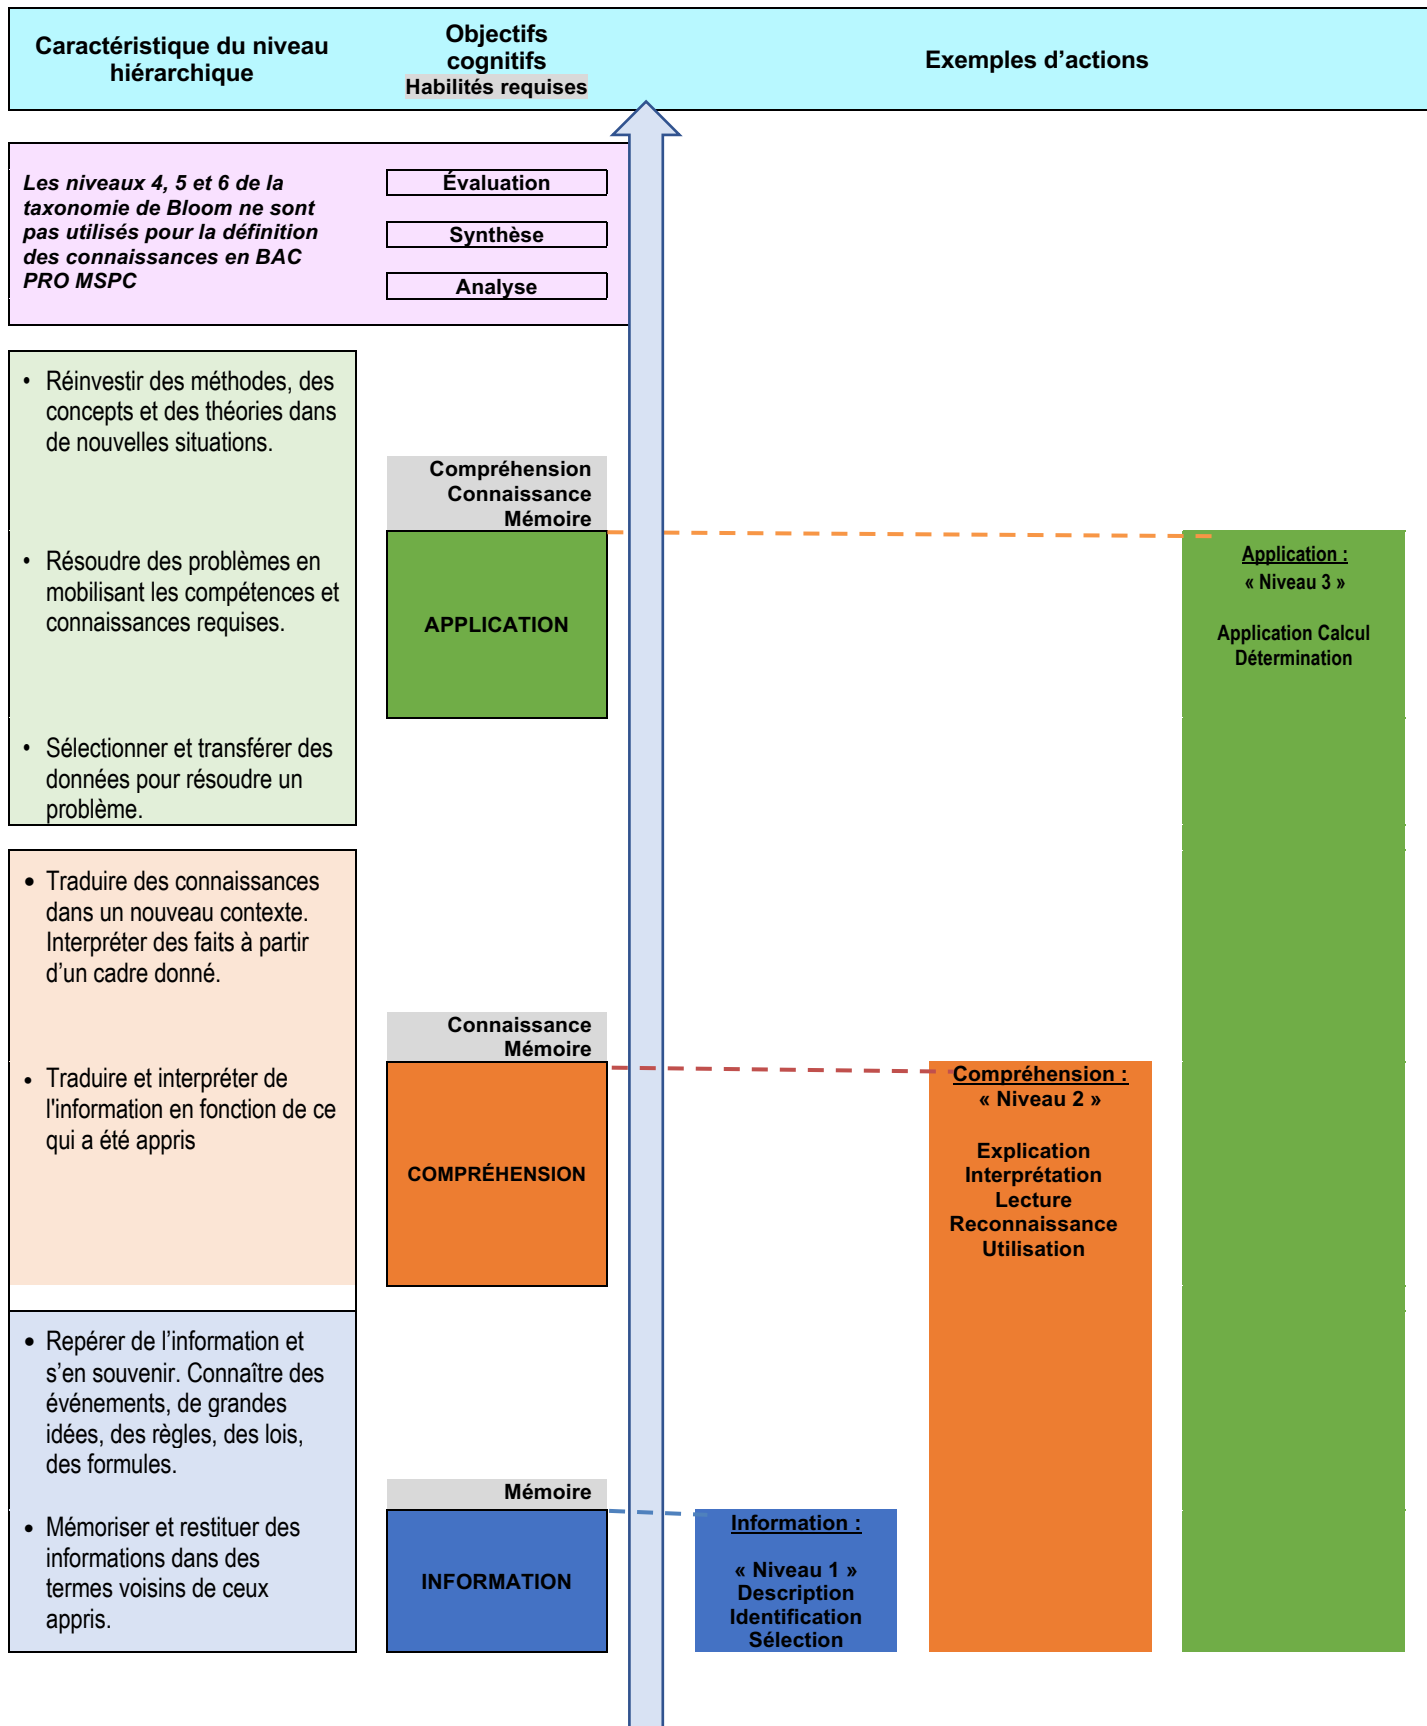 Caractéristique du niveau
hiérarchique
Objectifs
cognitifs
Habilités requises
Exemples d’actions
Les niveaux 4, 5 et 6 de la
taxonomie de Bloom ne sont
pas utilisés pour la définition
des connaissances en BAC
PRO MSPC
Évaluation
Synthèse
Analyse
• Réinvestir des méthodes, des
concepts et des théories dans
de nouvelles situations.
• Résoudre des problèmes en
mobilisant les compétences et
connaissances requises.
• Sélectionner et transférer des
données pour résoudre un
problème.
Compréhension
Connaissance
Mémoire
APPLICATION
Application :
« Niveau 3 »
Application Calcul
Détermination
• Traduire des connaissances
dans un nouveau contexte.
Interpréter des faits à partir
d’un cadre donné.
• Traduire et interpréter de
l'information en fonction de ce
qui a été appris
Connaissance
Mémoire
COMPRÉHENSION
Compréhension :
« Niveau 2 »
Explication
Interprétation
Lecture
Reconnaissance
Utilisation
• Repérer de l’information et
s’en souvenir. Connaître des
événements, de grandes
idées, des règles, des lois,
des formules.
• Mémoriser et restituer des
informations dans des
termes voisins de ceux
appris.
Mémoire
INFORMATION
Information :
« Niveau 1 »
Description
Identification
Sélection